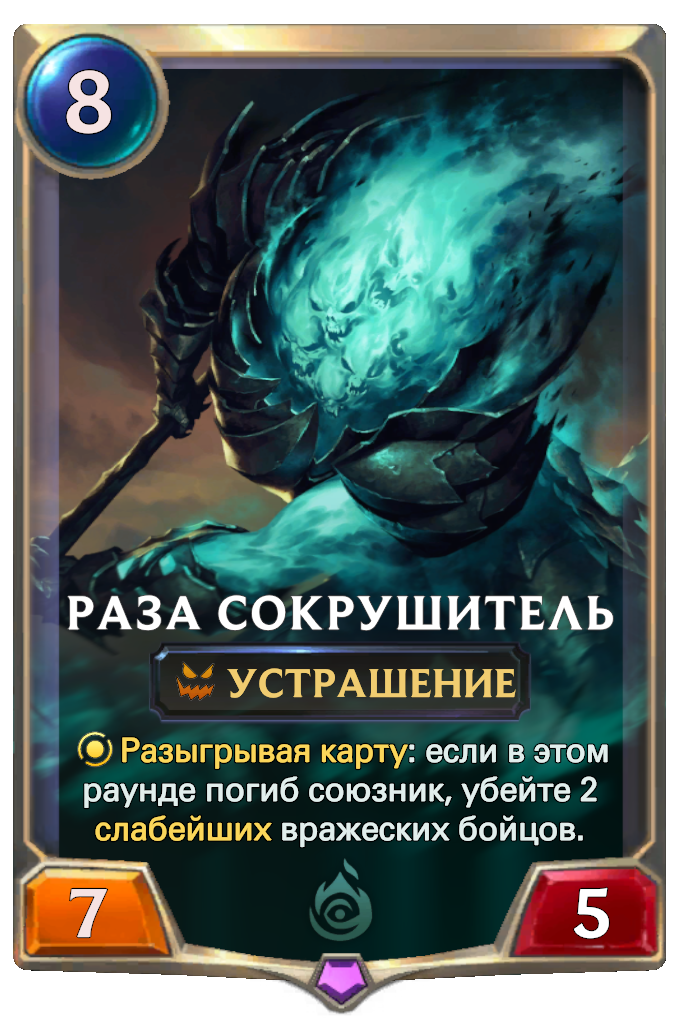 8
РАЗА СОКРУШИТЕЛЬ
УСТРАШЕНИЕ
Разыгрывая карту: если в этом
раунде погиб союзник, убейте 2
слабейших вражеских бойцов.
7
5